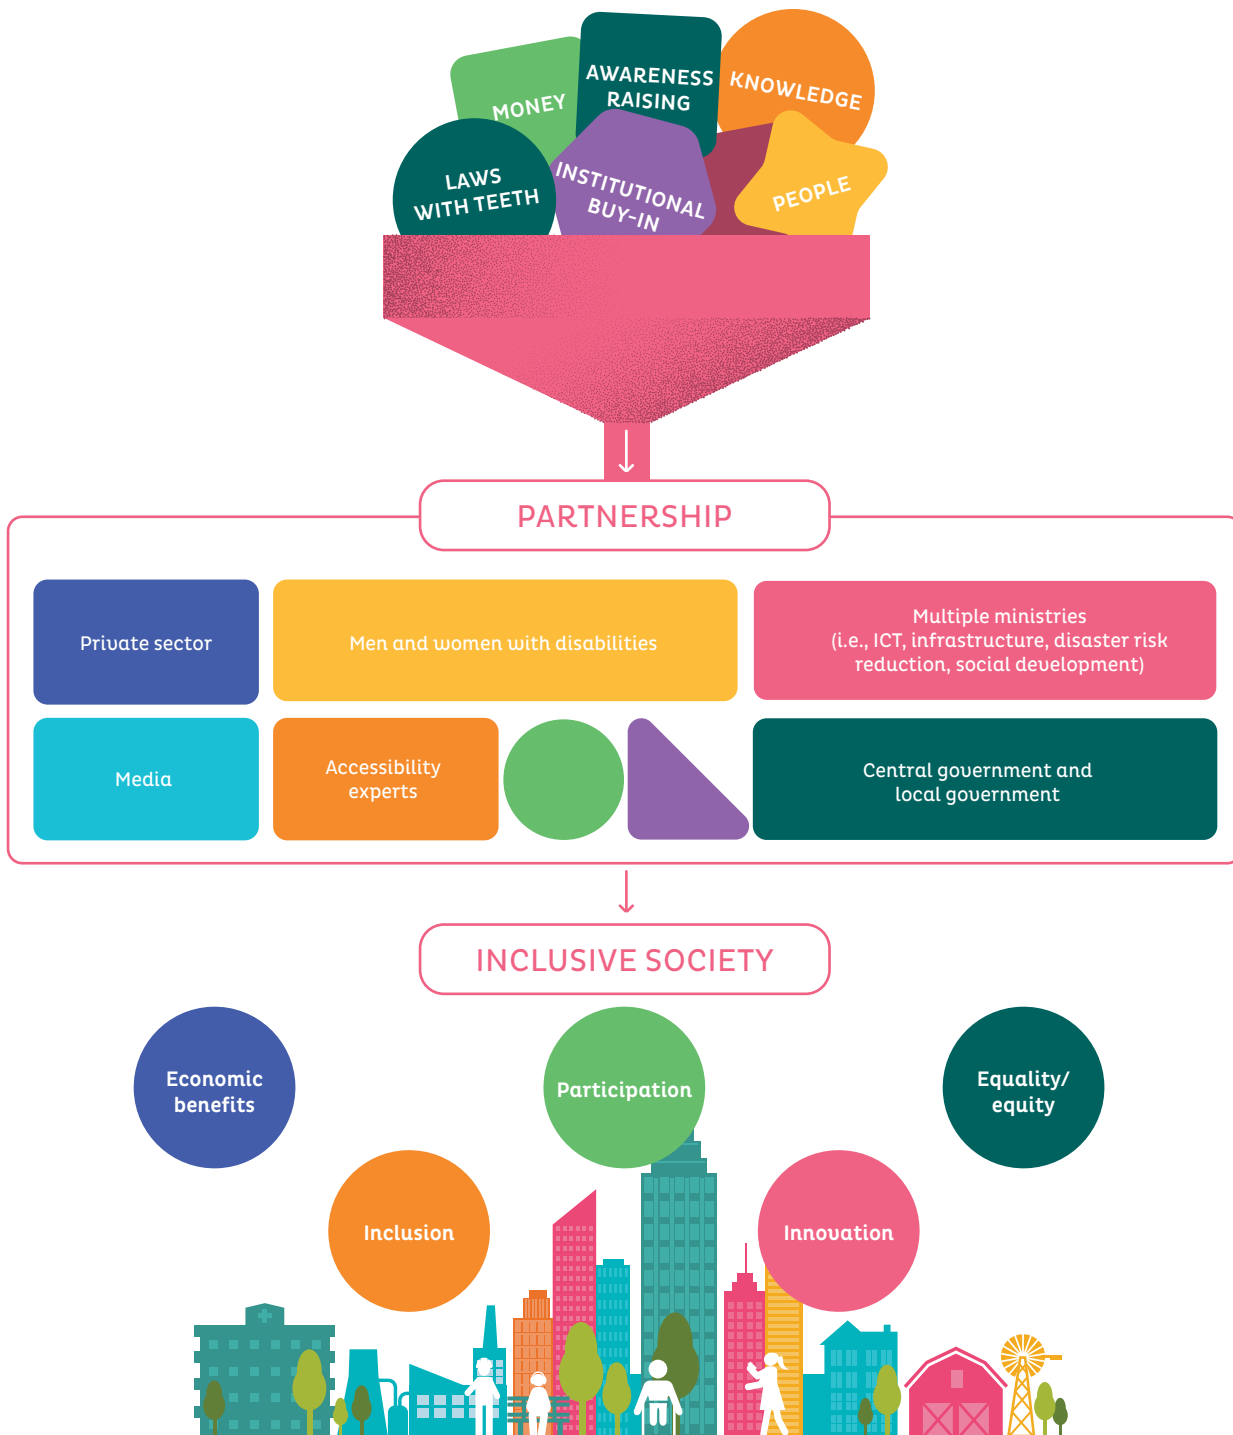 MONEY
AWARENESS
RAISING
KNOWLEDGE
LAWS
WITH TEETH
INSTITUTIONAL
BUY-IN
PEOPLE
PARTNERSHIP
Private sector
Men and women with disabilities
Multiple ministries
(i.e., ICT, infrastructure, disaster risk
reduction, social development)
Media
Accessibility
experts
Central government and
local government
INCLUSIVE SOCIETY
Economic
benefits
Participation
Equality/
equity
Inclusion
Innovation